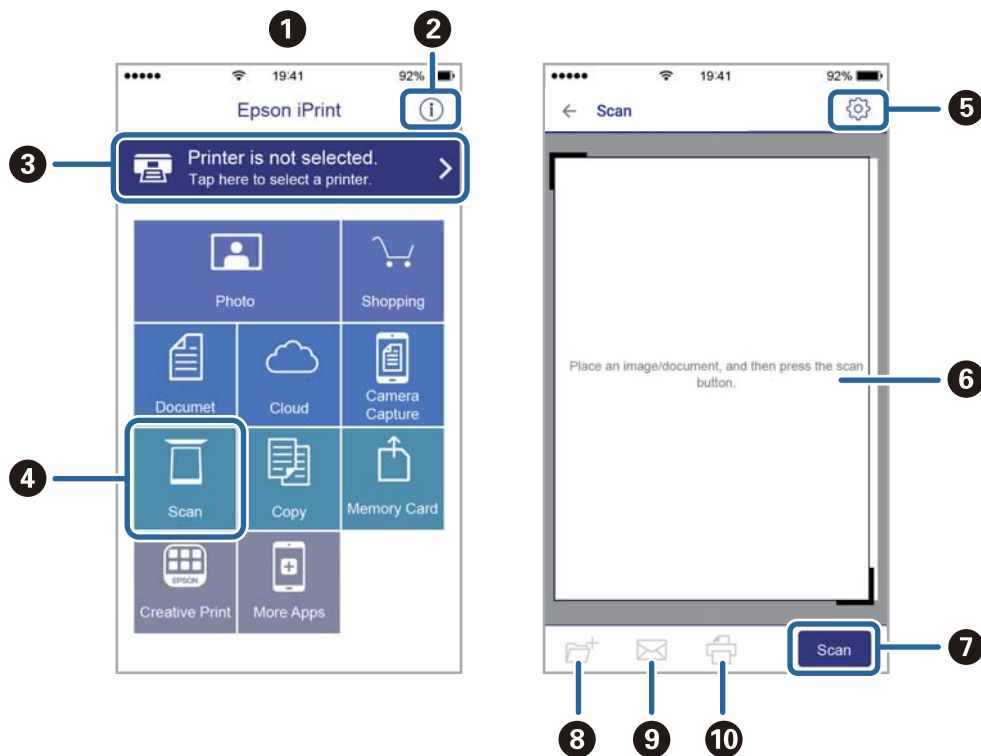 1
2
19:41
92%
Epson iPrint
i
3
Printer is not selected.
Tap here to select a printer.
Photo
Shopping
Documet
Cloud
Camera
Capture
4
Scan
Copy
Memory Card
EPSON
Creative Print
More Apps
19:41
92%
Scan
5
Place an image/document, and then press the scan
button.
6
Scan
7
8
9
10